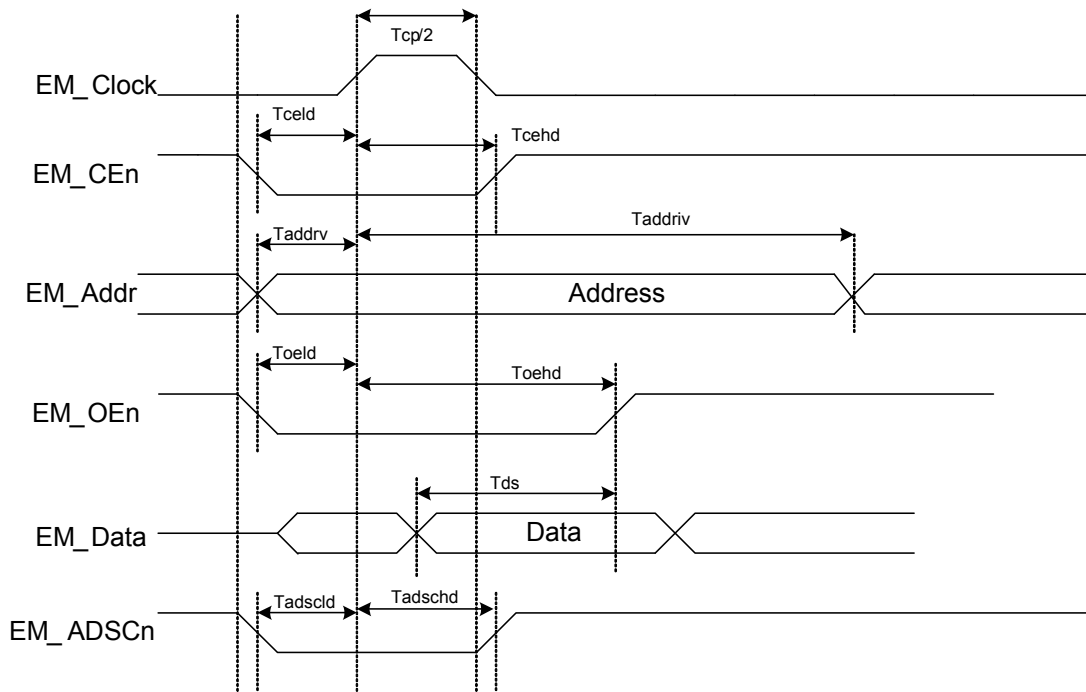 Tcp/2
EM_Clock
Tceld
Tcehd
EM_CEn
Taddrv
Taddriv
EM_Addr
Address
Toeld
Toehd
EM_OEn
Tds
EM_Data
Data
Tadscld
Tadschd
EM_ADSCn